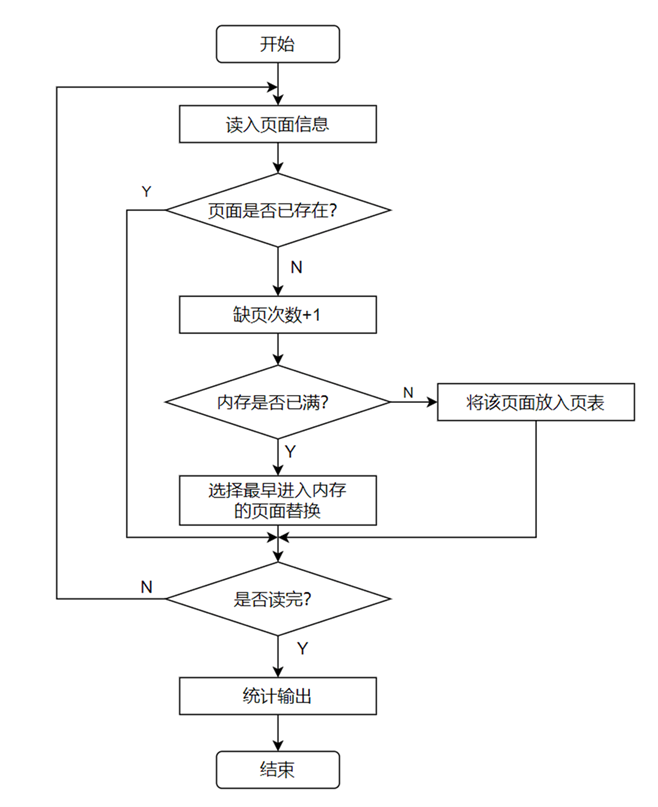 开始
读入页面信息
Y
页面是否已存在？
N
缺页次数+1
内存是否已满？
N
将该页面放入页表
Y
选择最早进入内存
的页面替换
N
是否读完？
Y
统计输出
结束